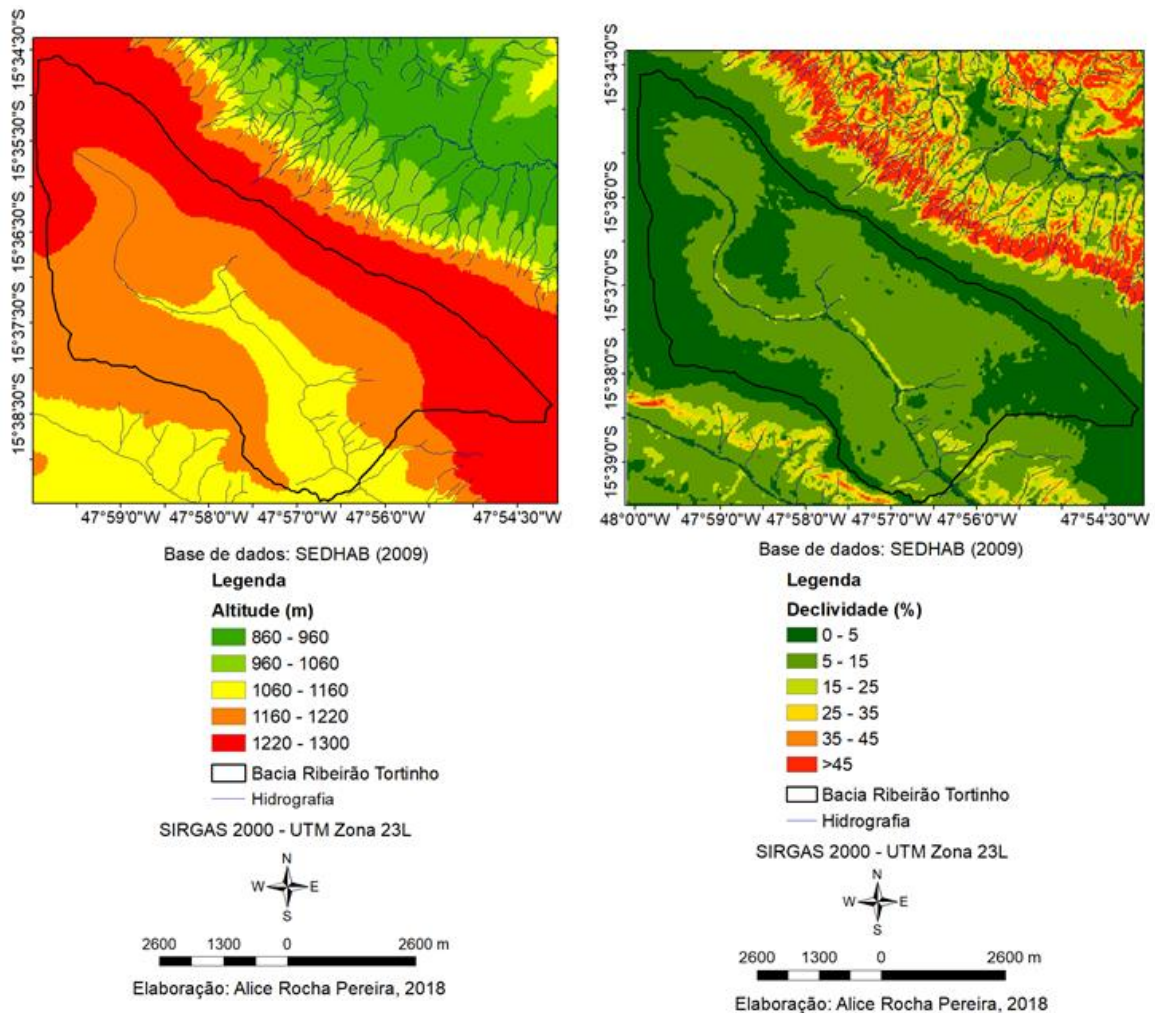 15°34'30"S
15°35'30"S
15°36'30"S
15°37'30"S
15°38'30"S
47°59'0"W 47°58'0"W 47°57'0"W 47°56'0"W 47°54'30"W
Base de dados: SEDHAB (2009)
Legenda
Altitude (m)
860 - 960
960 - 1060
1060 - 1160
1160 - 1220
1220 - 1300
Bacia Ribeirão Tortinho
Hidrografia
SIRGAS 2000 - UTM Zona 23L
N
W E
S
2600 1300 0 2600 m
Elaboração: Alice Rocha Pereira, 2018
15°34'30"S
15°36'0"S
15°37'0"S
15°38'0"S
15°39'0"S
48°0'0"W 47°59'0"W 47°58'0"W 47°57'0"W 47°56'0"W 47°54'30"W
Base de dados: SEDHAB (2009)
Legenda
Declividade (%)
0 - 5
5 - 15
15 - 25
25 - 35
35 - 45
>45
Bacia Ribeirão Tortinho
Hidrografia
SIRGAS 2000 - UTM Zona 23L
N
W E
S
2600 1300 0 2600 m
Elaboração: Alice Rocha Pereira, 2018